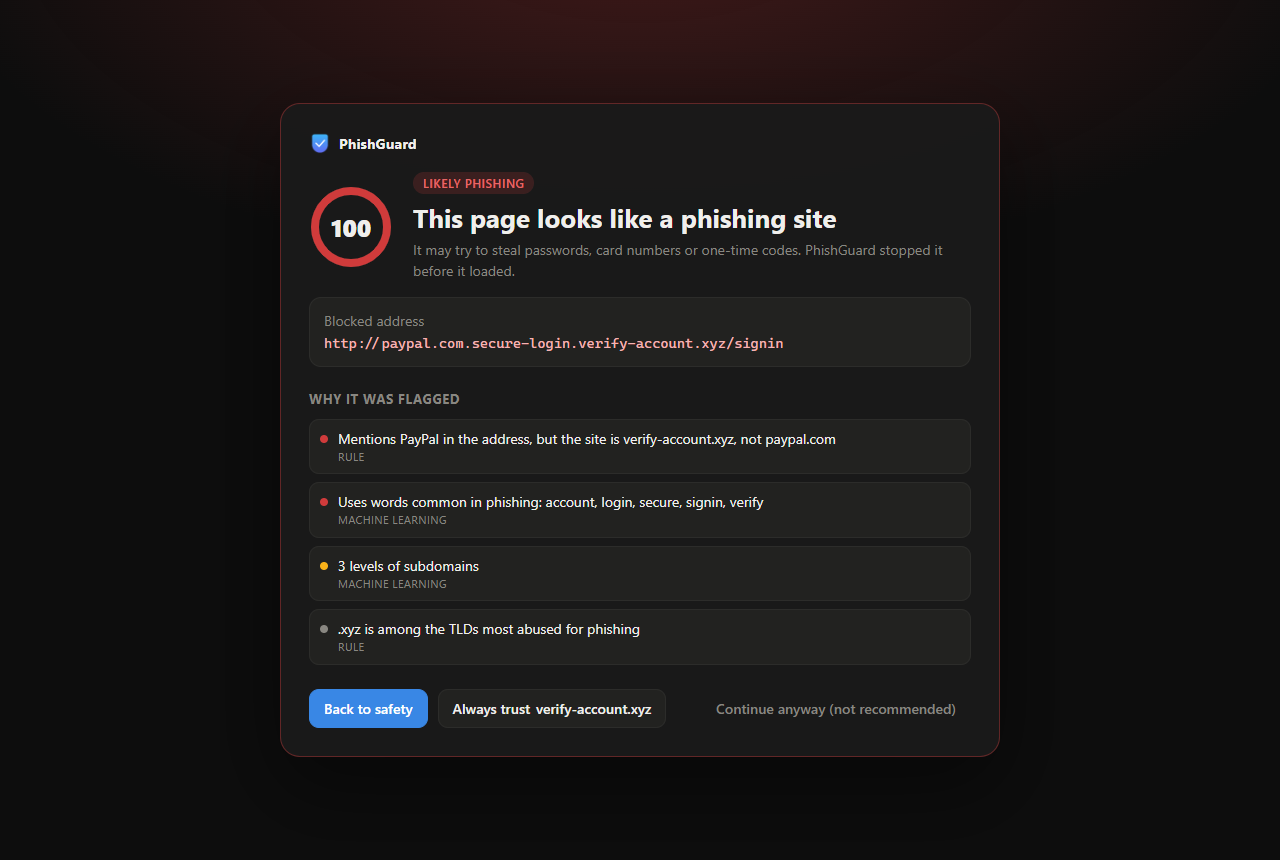 PhishGuard
LIKELY PHISHING
100
This page looks like a phishing site
It may try to steal passwords, card numbers or one-time codes. PhishGuard stopped it
before it loaded.
Blocked address
http://paypal.com.secure-login.verify-account.xyz/signin
WHY IT WAS FLAGGED
Mentions PayPal in the address, but the site is verify-account.xyz, not paypal.com
RULE
Uses words common in phishing: account, login, secure, signin, verify
MACHINE LEARNING
3 levels of subdomains
MACHINE LEARNING
.xyz is among the TLDs most abused for phishing
RULE
Back to safety
Always trust verify-account.xyz
Continue anyway (not recommended)